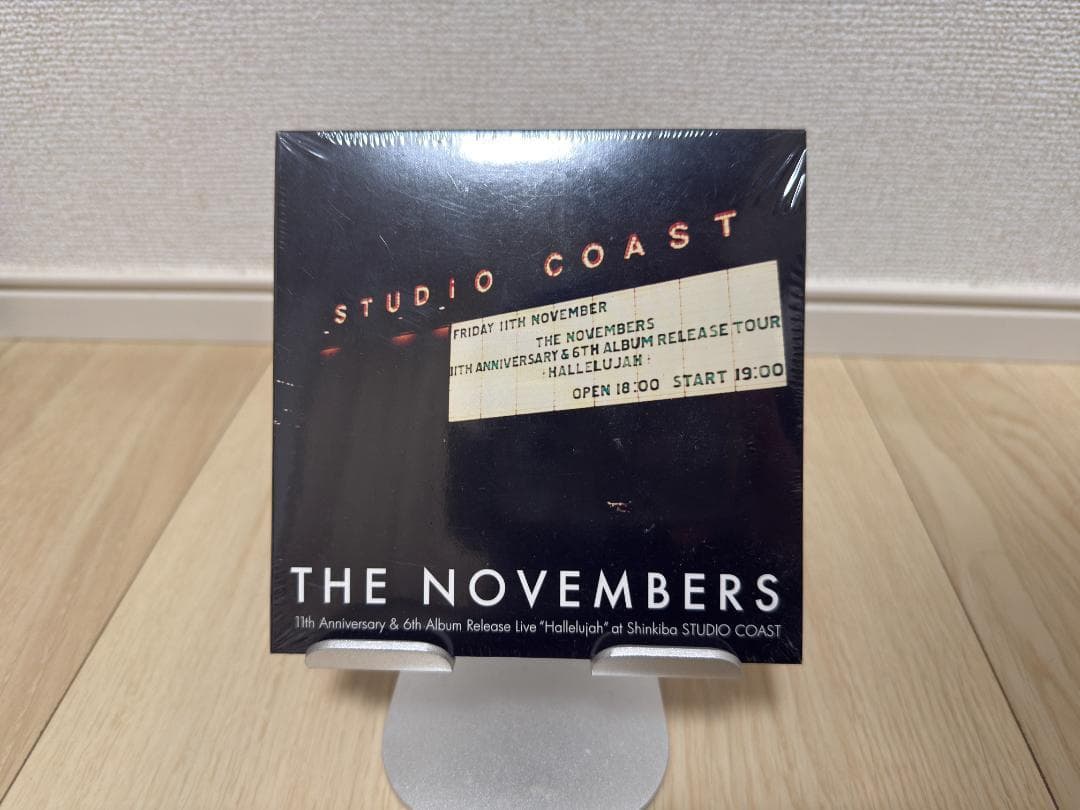 STUDiO COAST
FRIDAY 11TH NOVEMBER
THE NOVEMBERS
11TH ANNIVERSARY & 6TH ALBUM RELEASE TOUR
· HALLELUJAH ·
OPEN 18:00 START 19:00
THE NOVEMBERS
11th Anniversary & 6th Album Release Live "Hallelujah" at Shinkiba STUDIO COAST